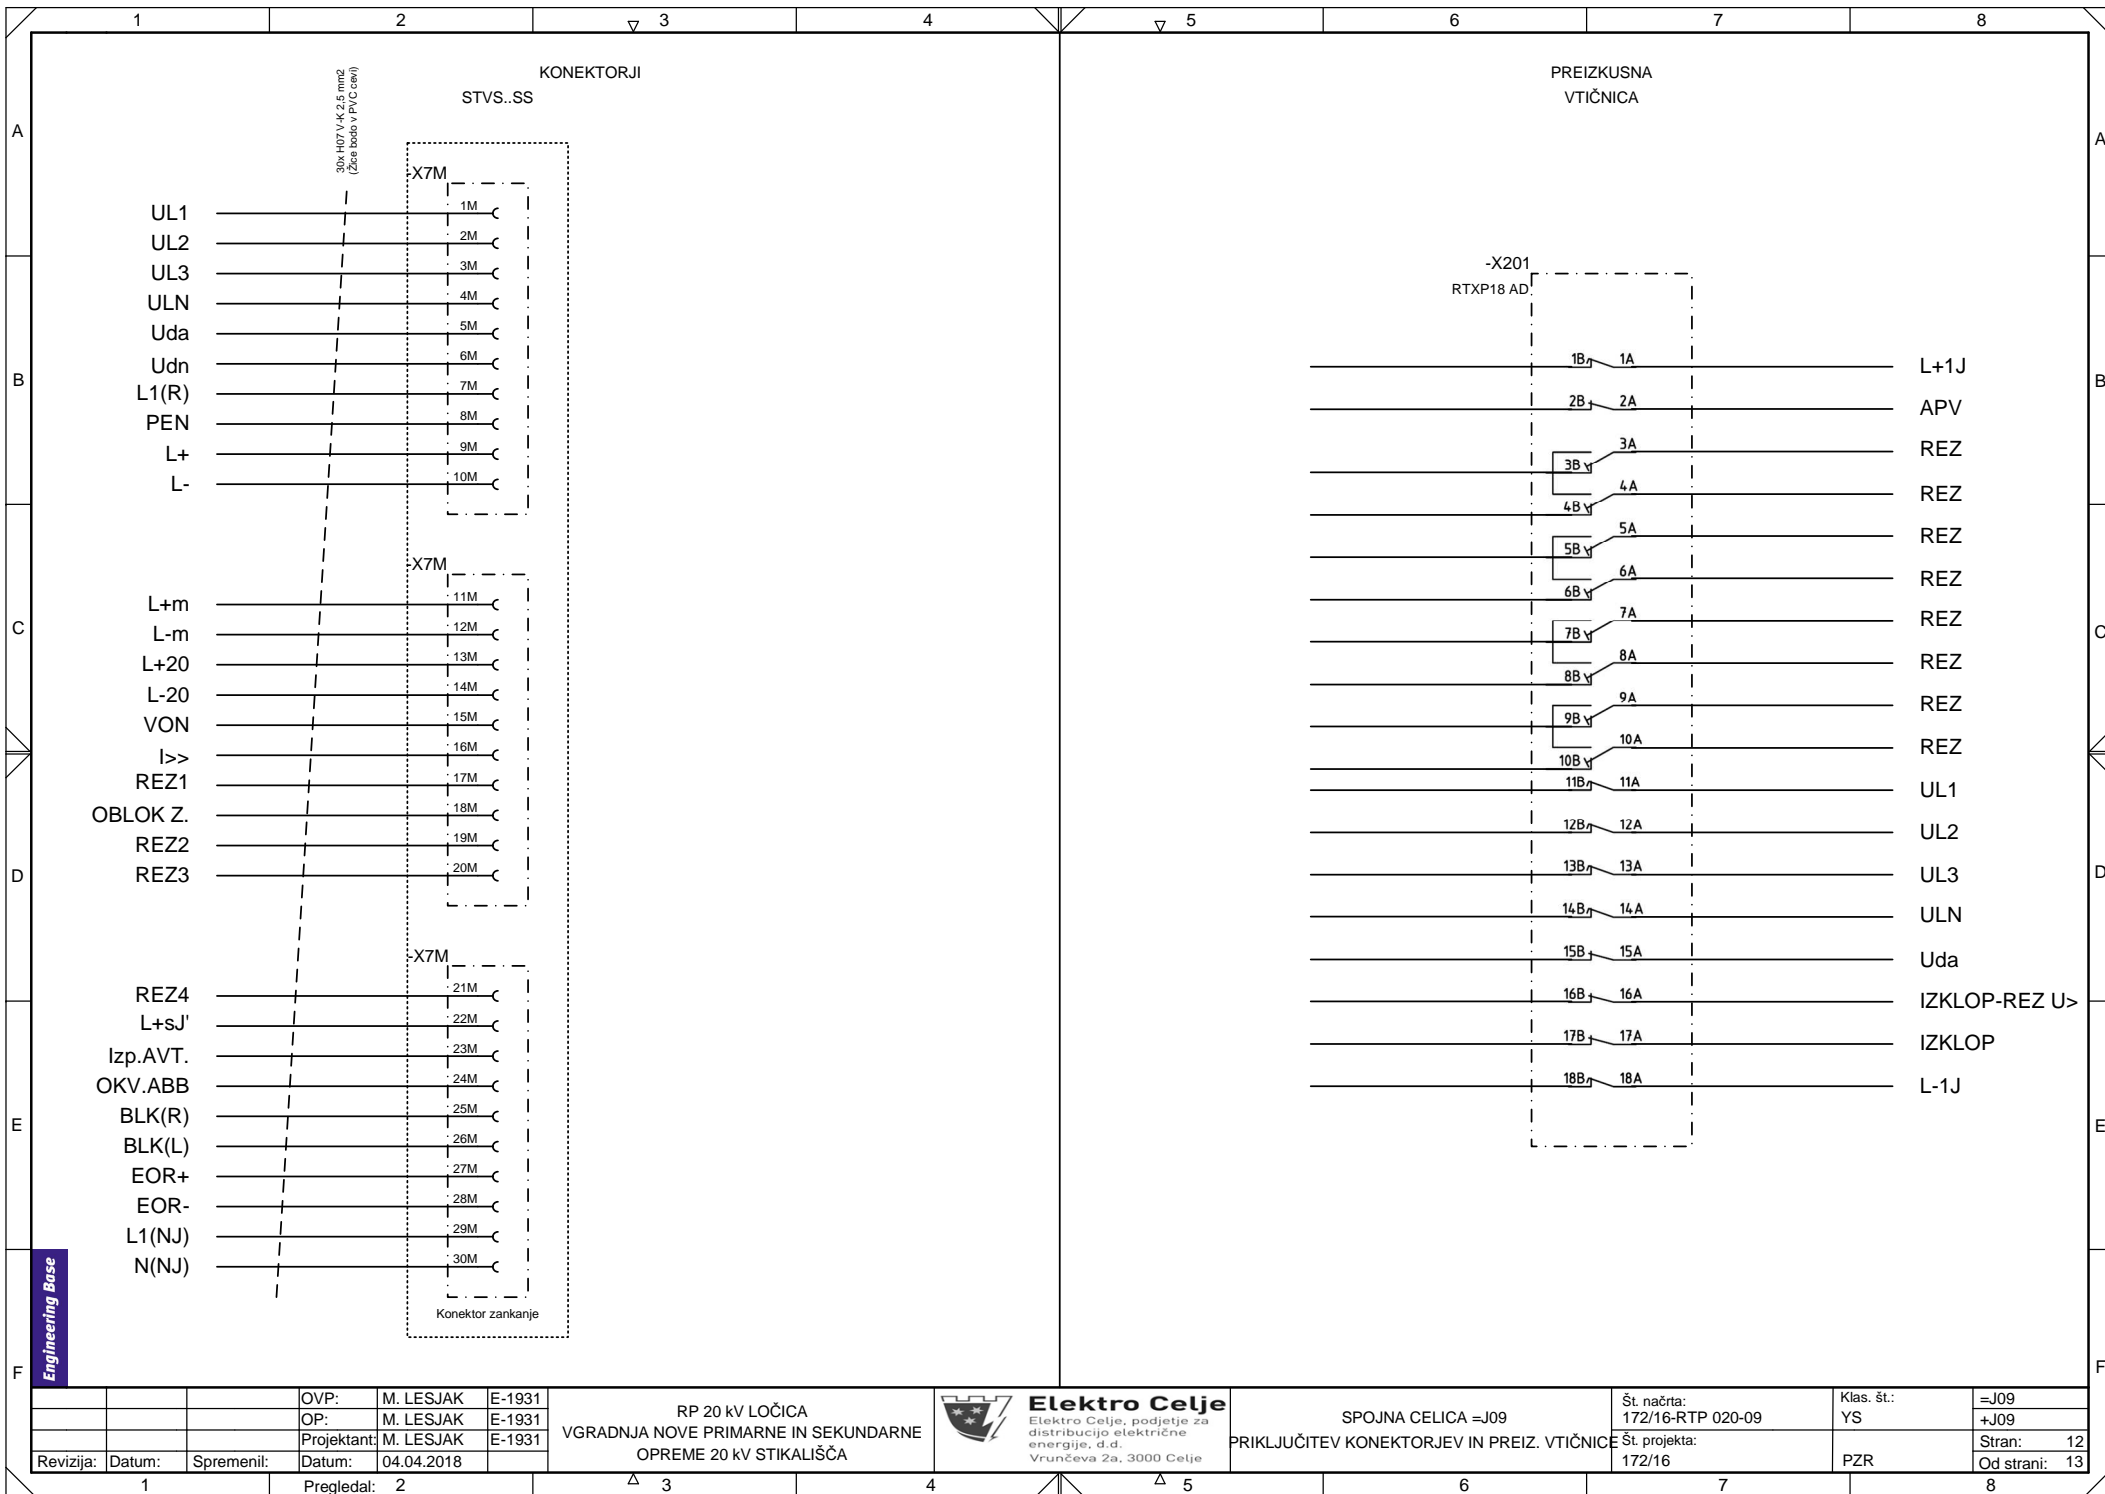 1 2 3 4 5 6 7 8
A
B
C
D
E
F
A
B
C
D
E
F
KONEKTORJI
STVS..SS
30x H07 V-K 2,5 mm2
(Žice bodo v PVC cevi)
-X7M
UL1 1M
UL2 2M
UL3 3M
ULN 4M
Uda 5M
Udn 6M
L1(R) 7M
PEN 8M
L+ 9M
L- 10M
-X7M
L+m 11M
L-m 12M
L+20 13M
L-20 14M
VON 15M
I>> 16M
REZ1 17M
OBLOK Z. 18M
REZ2 19M
REZ3 20M
-X7M
REZ4 21M
L+sJ' 22M
Izp.AVT. 23M
OKV.ABB 24M
BLK(R) 25M
BLK(L) 26M
EOR+ 27M
EOR- 28M
L1(NJ) 29M
N(NJ) 30M
Konektor zankanje
PREIZKUSNA
VTIČNICA
-X201
RTXP18 AD
1B 1A L+1J
2B 2A APV
3B 3A REZ
4B 4A REZ
5B 5A REZ
6B 6A REZ
7B 7A REZ
8B 8A REZ
9B 9A REZ
10B 10A REZ
11B 11A UL1
12B 12A UL2
13B 13A UL3
14B 14A ULN
15B 15A Uda
16B 16A IZKLOP-REZ U>
17B 17A IZKLOP
18B 18A L-1J
Engineering Base
OVP: M. LESJAK E-1931
OP: M. LESJAK E-1931
Projektant: M. LESJAK E-1931
Revizija: Datum: Spremenil: Datum: 04.04.2018
Pregledal:
RP 20 kV LOČICA
VGRADNJA NOVE PRIMARNE IN SEKUNDARNE
OPREME 20 kV STIKALIŠČA
Elektro Celje
Elektro Celje, podjetje za
distribucijo električne
energije, d.d.
Vrunčeva 2a, 3000 Celje
SPOJNA CELICA =J09
PRIKLJUČITEV KONEKTORJEV IN PREIZ. VTIČNICE
Št. načrta:
172/16-RTP 020-09
Št. projekta:
172/16
Klas. št.:
YS
PZR
=J09
+J09
Stran: 12
Od strani: 13
1 2 3 4 5 6 7 8